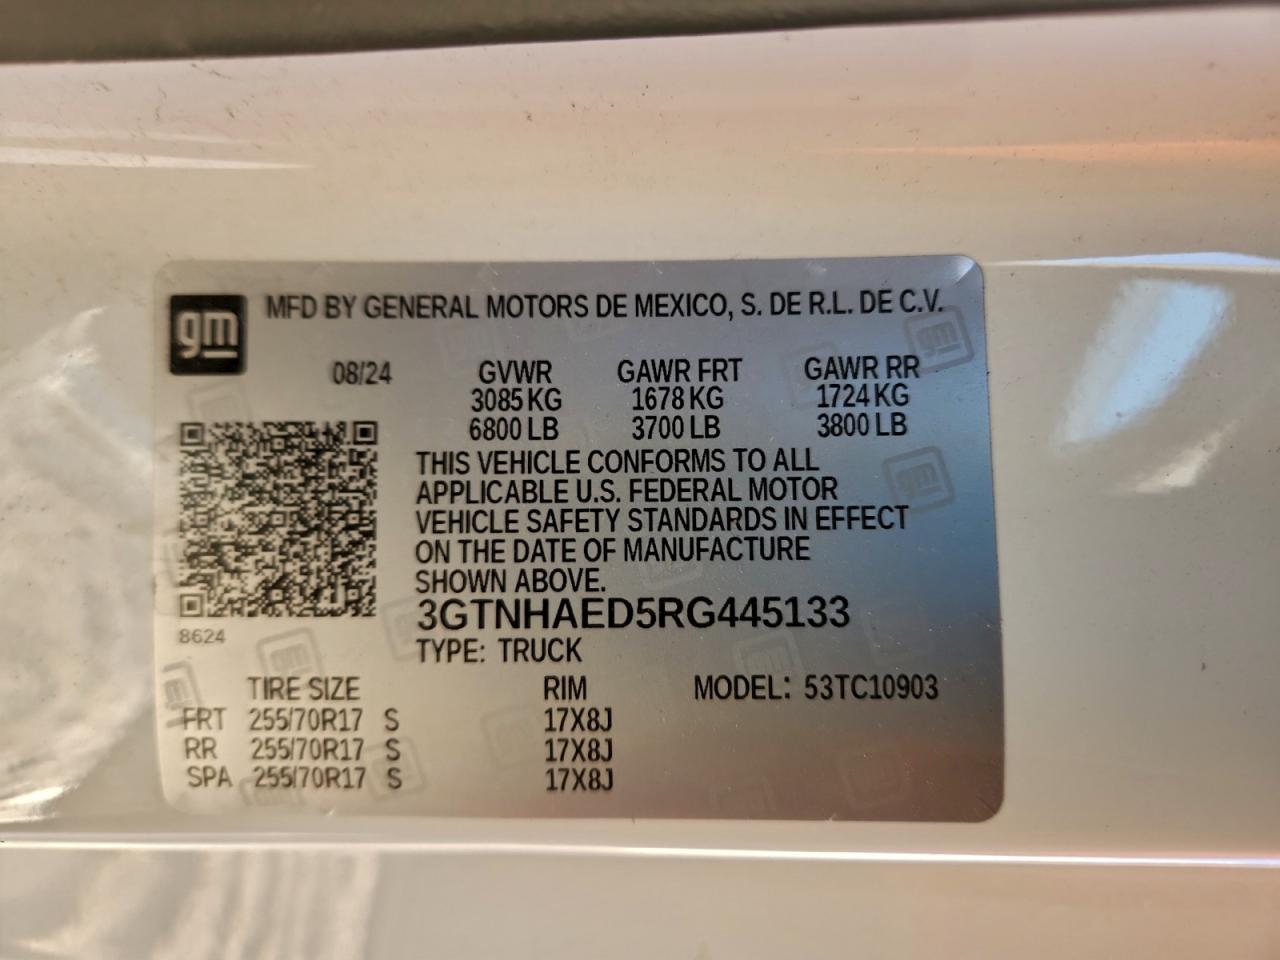 gm
MFD BY GENERAL MOTORS DE MEXICO, S. DE R.L. DE C.V.
08/24 GVWR GAWR FRT GAWR RR
3085 KG 1678 KG 1724 KG
6800 LB 3700 LB 3800 LB
THIS VEHICLE CONFORMS TO ALL
APPLICABLE U.S. FEDERAL MOTOR
VEHICLE SAFETY STANDARDS IN EFFECT
ON THE DATE OF MANUFACTURE
SHOWN ABOVE.
3GTNHAED5RG445133
8624
TYPE: TRUCK
TIRE SIZE RIM MODEL: 53TC10903
FRT 255/70R17 S 17X8J
RR 255/70R17 S 17X8J
SPA 255/70R17 S 17X8J